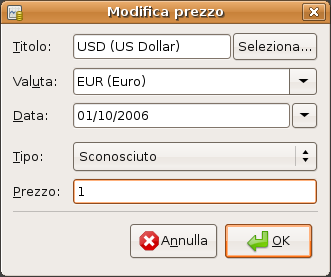 Modifica prezzo
Titolo: USD (US Dollar) Seleziona...
Valuta: EUR (Euro)
Data: 01/10/2006
Tipo: Sconosciuto
Prezzo: 1
Annulla OK